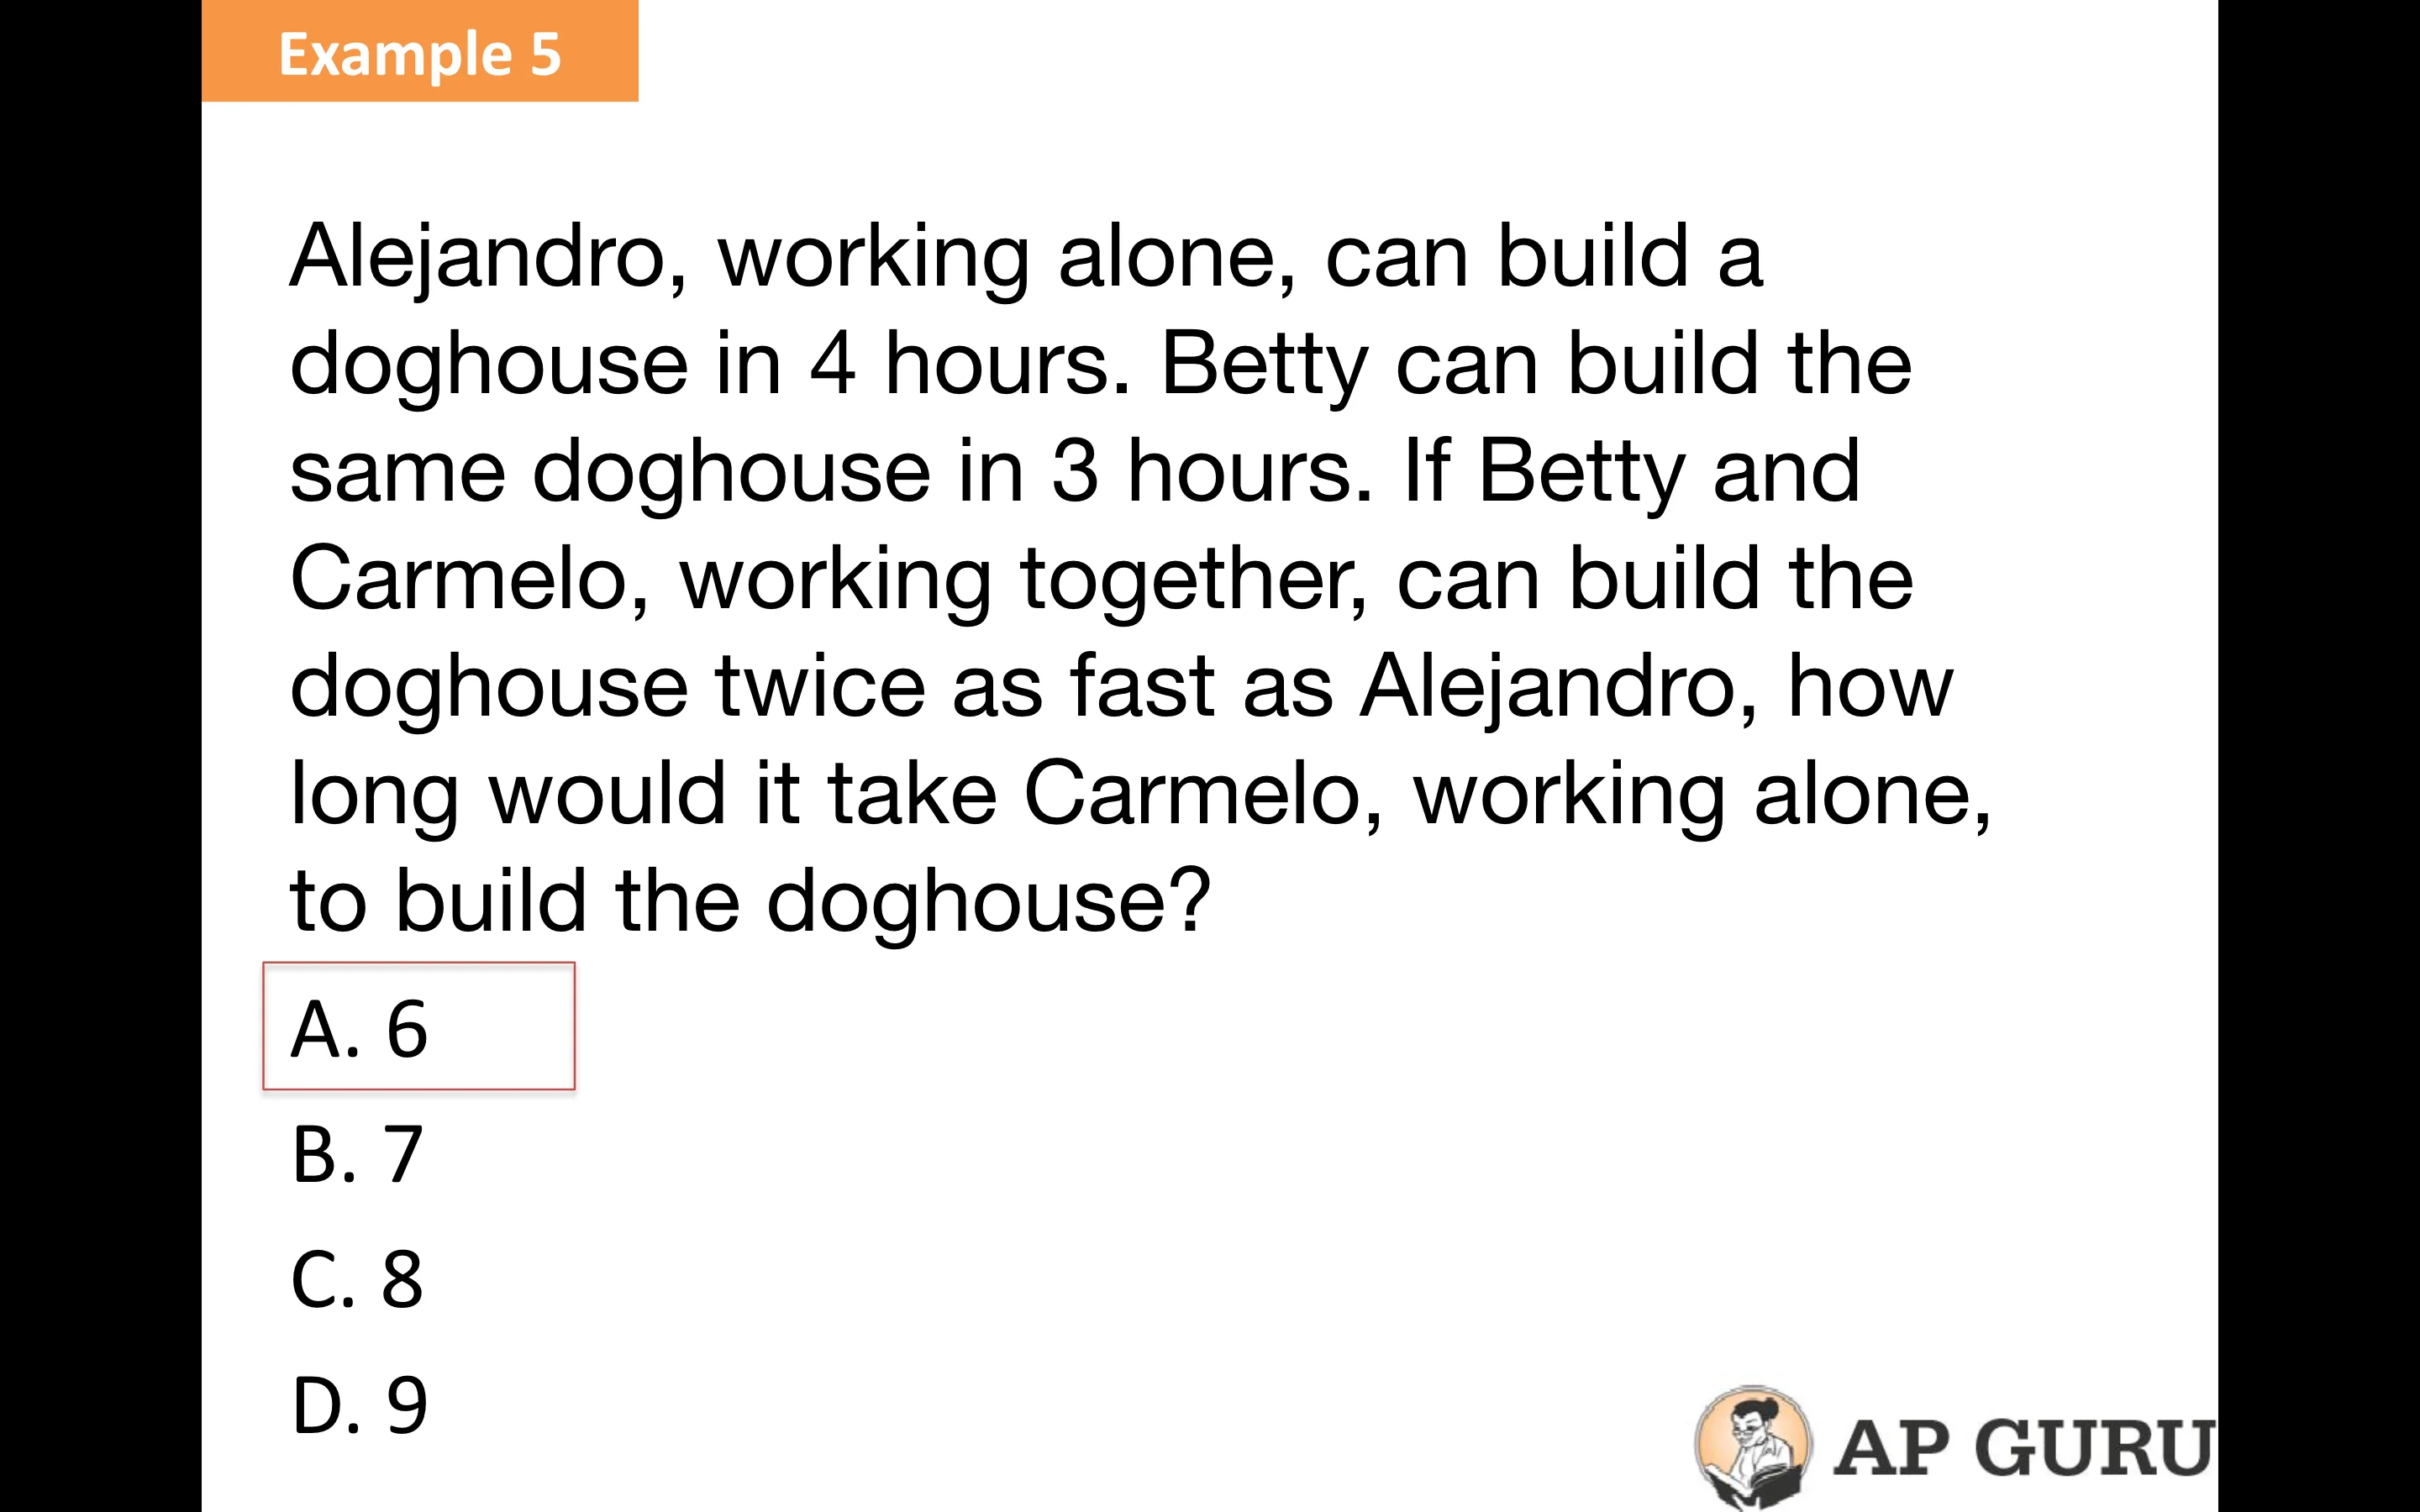 Example 5
Alejandro, working alone, can build a
doghouse in 4 hours. Betty can build the
same doghouse in 3 hours. If Betty and
Carmelo, working together, can build the
doghouse twice as fast as Alejandro, how
long would it take Carmelo, working alone,
to build the doghouse?
A. 6
B. 7
C. 8
D. 9
AP GURU